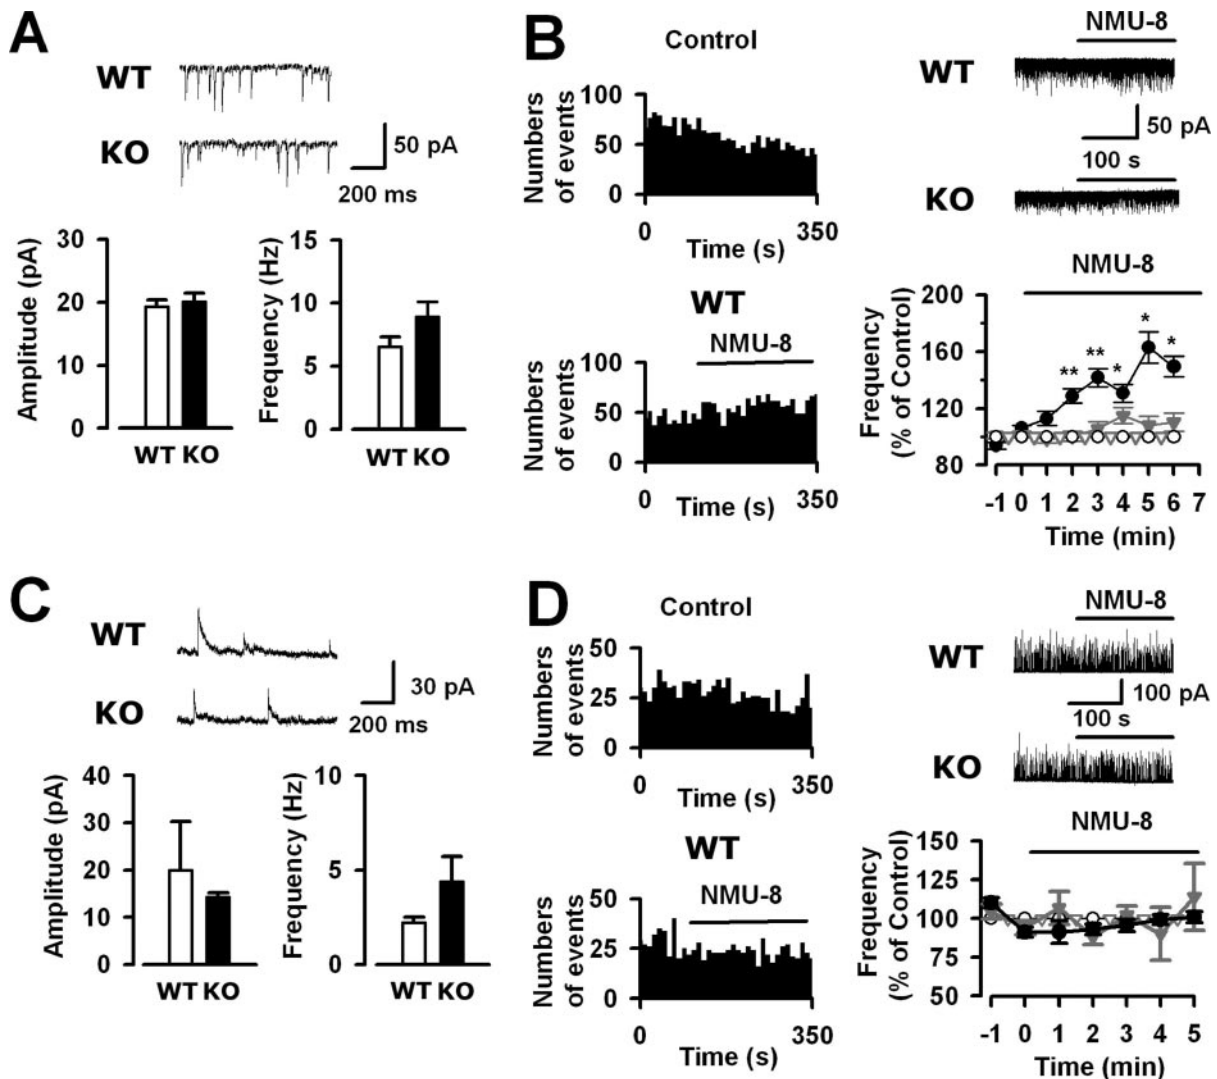 A
WT
KO
50 pA
200 ms
Amplitude (pA)
30
20
10
0
WT KO
Frequency (Hz)
15
10
5
0
WT KO
B
Control
Numbers
of events
100
50
0
0
350
Time (s)
WT
NMU-8
Numbers
of events
100
50
0
0
350
Time (s)
NMU-8
WT
50 pA
100 s
KO
NMU-8
Frequency
(% of Control)
200
160
120
80
** ** * * *
-1 0 1 2 3 4 5 6 7
Time (min)
C
WT
KO
30 pA
200 ms
Amplitude (pA)
40
30
20
10
0
WT KO
Frequency (Hz)
10
5
0
WT KO
D
Control
Numbers
of events
50
25
0
0
350
Time (s)
WT
NMU-8
Numbers
of events
50
25
0
0
350
Time (s)
NMU-8
WT
100 pA
100 s
KO
NMU-8
Frequency
(% of Control)
150
125
100
75
50
-1 0 1 2 3 4 5
Time (min)